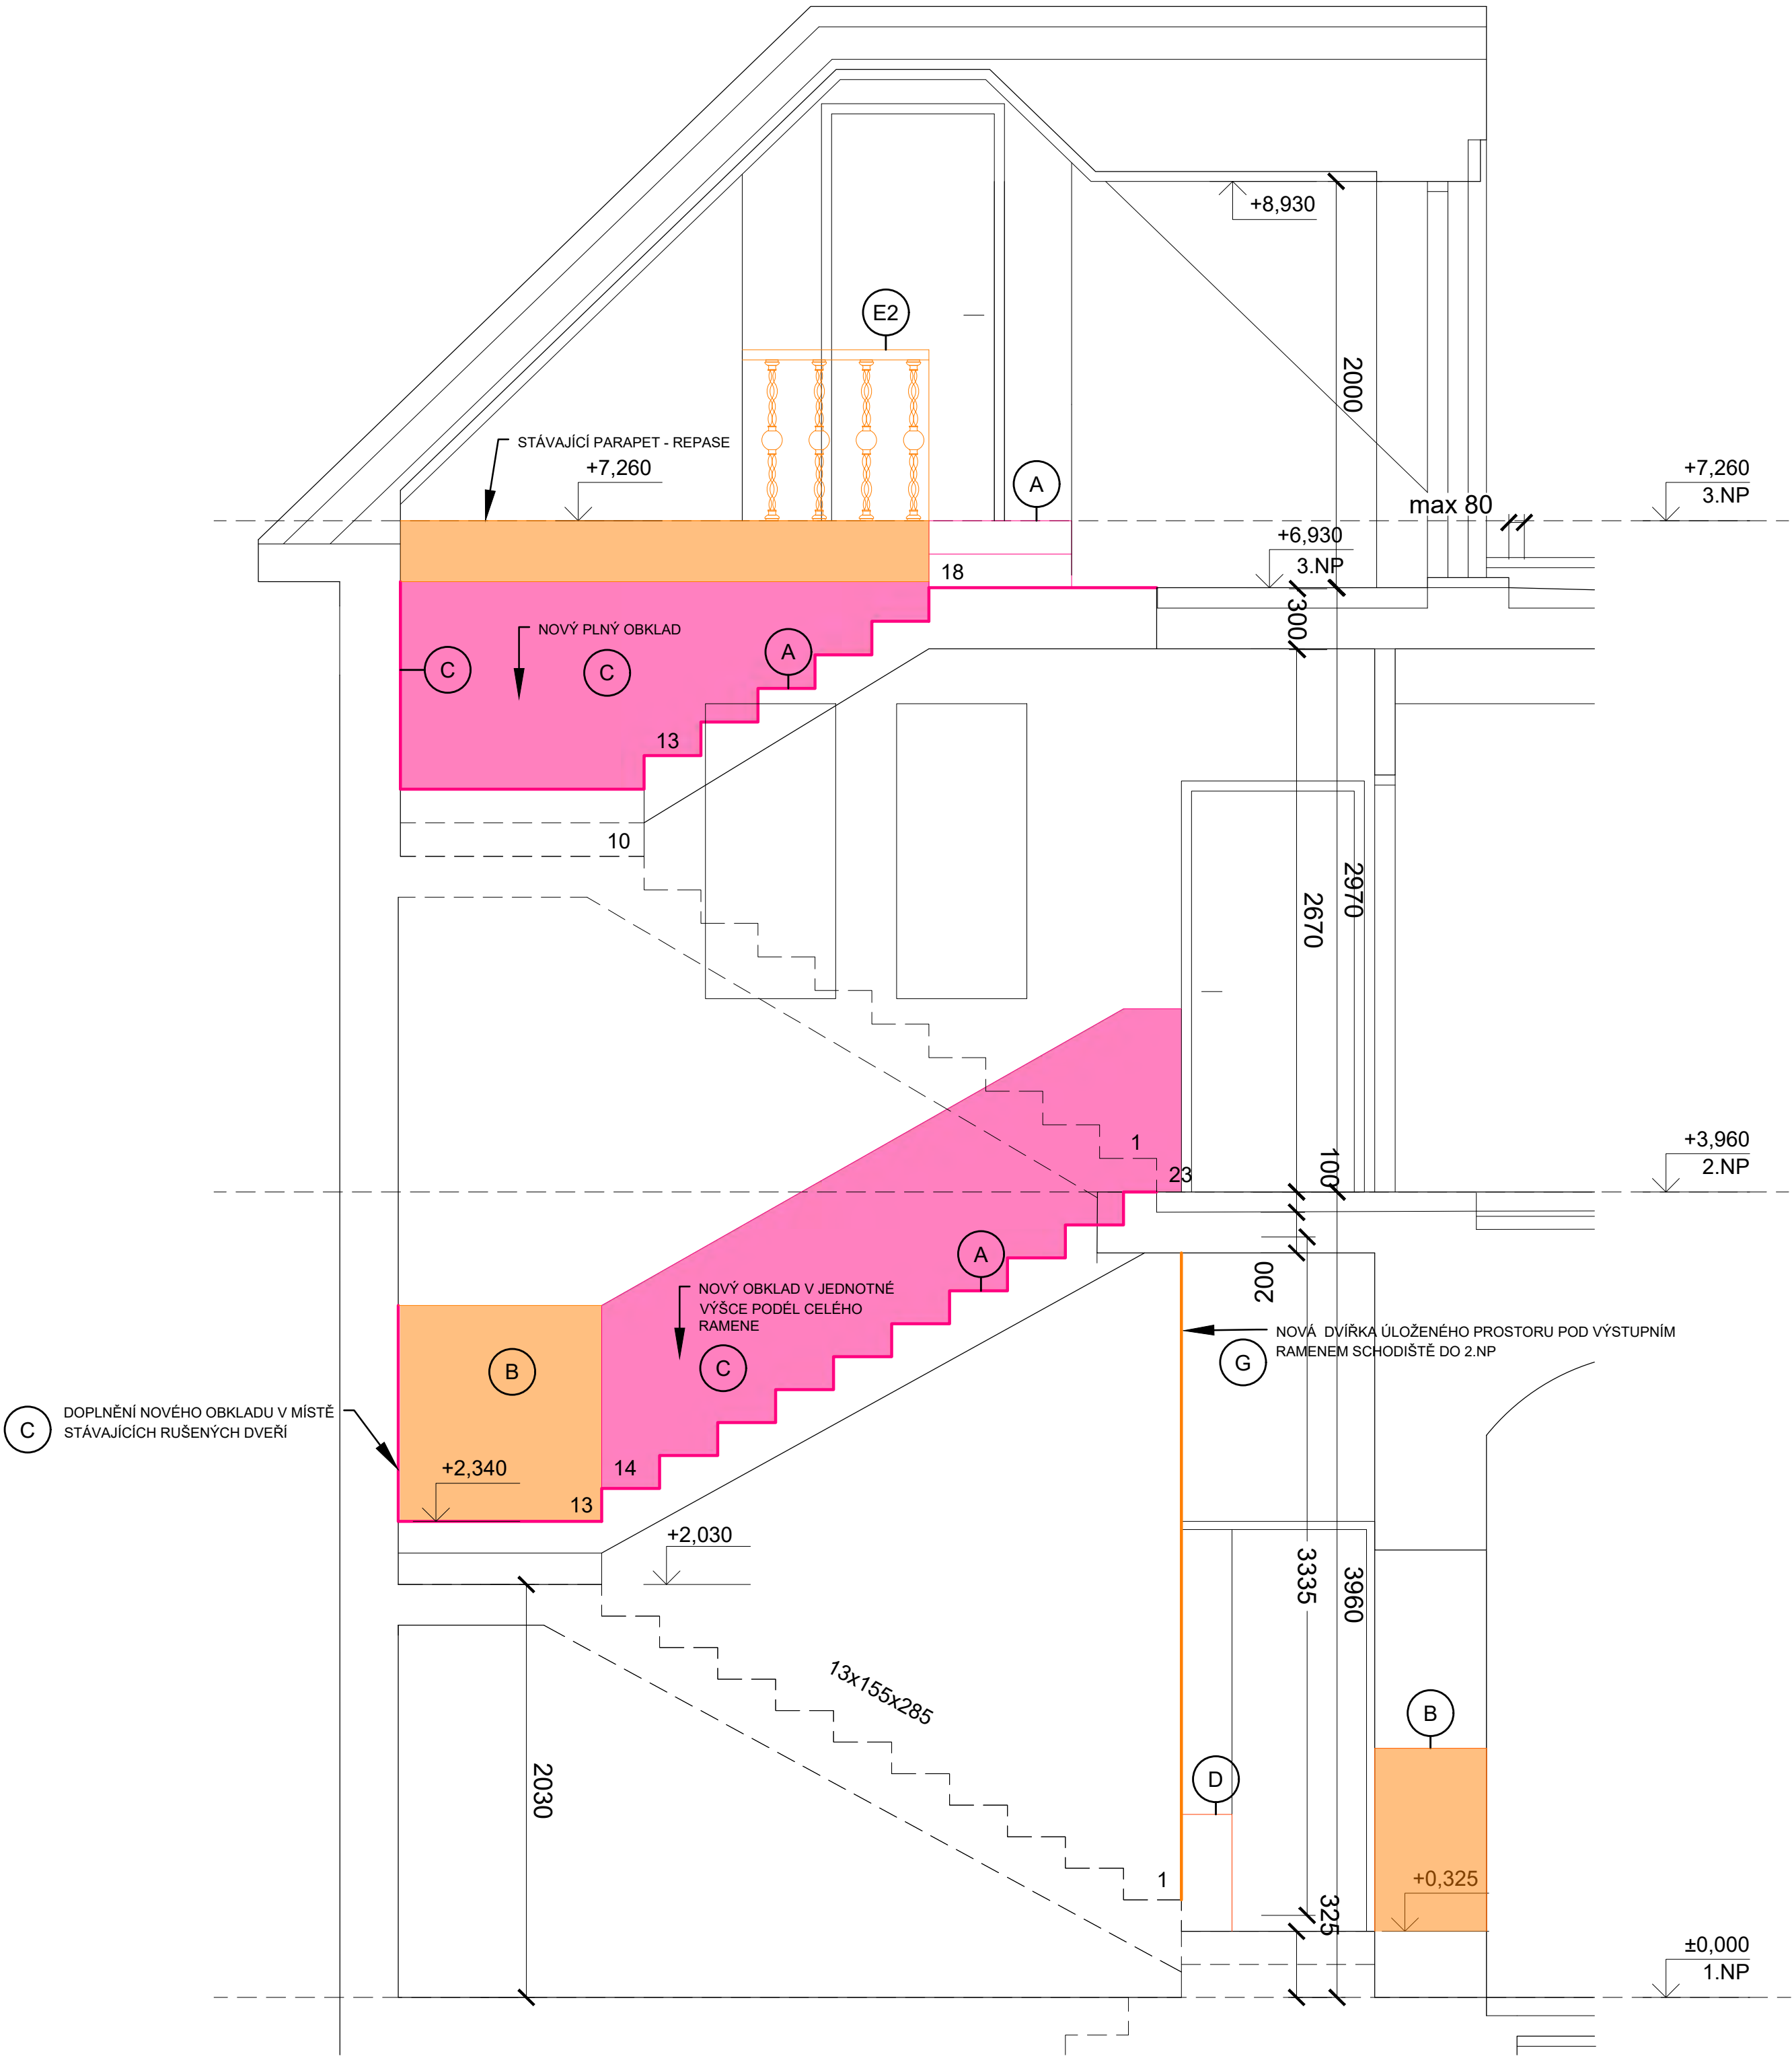 +8,930
E2
2000
STÁVAJÍCÍ PARAPET - REPASE
+7,260
A
max 80
+7,260
3.NP
+6,930
3.NP
18
300
NOVÝ PLNÝ OBKLAD
C
C
A
13
10
2970
2670
1
23
100
+3,960
2.NP
A
200
NOVÝ OBKLAD V JEDNOTNÉ
VÝŠCE PODÉL CELÉHO
RAMENE
C
NOVÁ DVÍŘKA ÚLOŽENÉHO PROSTORU POD VÝSTUPNÍM
RAMENEM SCHODIŠTĚ DO 2.NP
G
B
C
DOPLNĚNÍ NOVÉHO OBKLADU V MÍSTĚ
STÁVAJÍCÍCH RUŠENÝCH DVEŘÍ
+2,340
14
13
+2,030
3335
3960
13x155x285
2030
B
D
1
+0,325
325
±0,000
1.NP